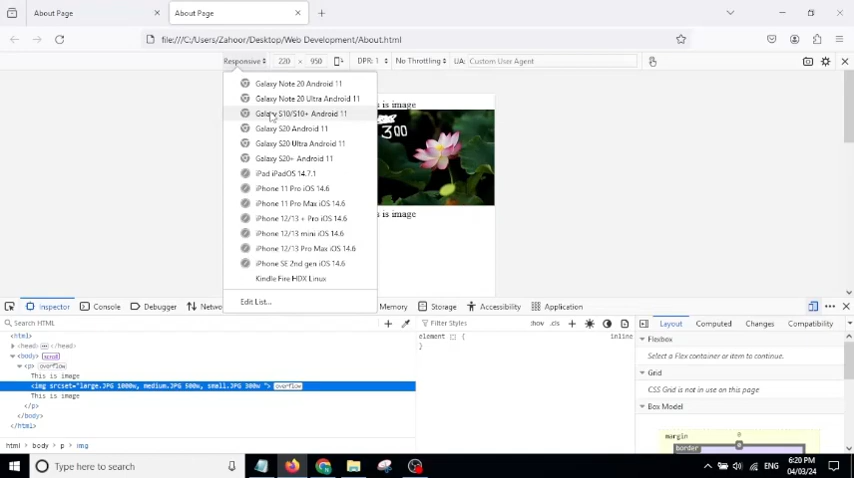 About Page
About Page
file:///C:/Users/Zahoor/Desktop/Web Development/About.html
Responsive 220 × 950 DPR: 1 No Throttling UA: Custom User Agent
Galaxy Note 20 Android 11
Galaxy Note 20 Ultra Android 11
Galaxy S10/S10+ Android 11
Galaxy S20 Android 11
Galaxy S20 Ultra Android 11
Galaxy S20+ Android 11
iPad iPadOS 14.7.1
iPhone 11 Pro iOS 14.6
iPhone 11 Pro Max iOS 14.6
iPhone 12/13 + Pro iOS 14.6
iPhone 12/13 mini iOS 14.6
iPhone 12/13 Pro Max iOS 14.6
iPhone SE 2nd gen iOS 14.6
Kindle Fire HDX Linux
Edit List...
is image
300
is image
Inspector Console Debugger Netw Memory Storage Accessibility Application
Search HTML
Filter Styles :hov .cls
Layout Computed Changes Compatibility
<html>
<head> </head>
<body> scroll
<p> overflow
This is image
<img srcset="large.JPG 1000w, medium.JPG 500w, small.JPG 300w "> overflow
This is image
</p>
</body>
</html>
element { inline
}
Flexbox
Select a Flex container or item to continue.
Grid
CSS Grid is not in use on this page
Box Model
margin 0
border
html body p img
Type here to search
ENG
6:20 PM
04/03/24